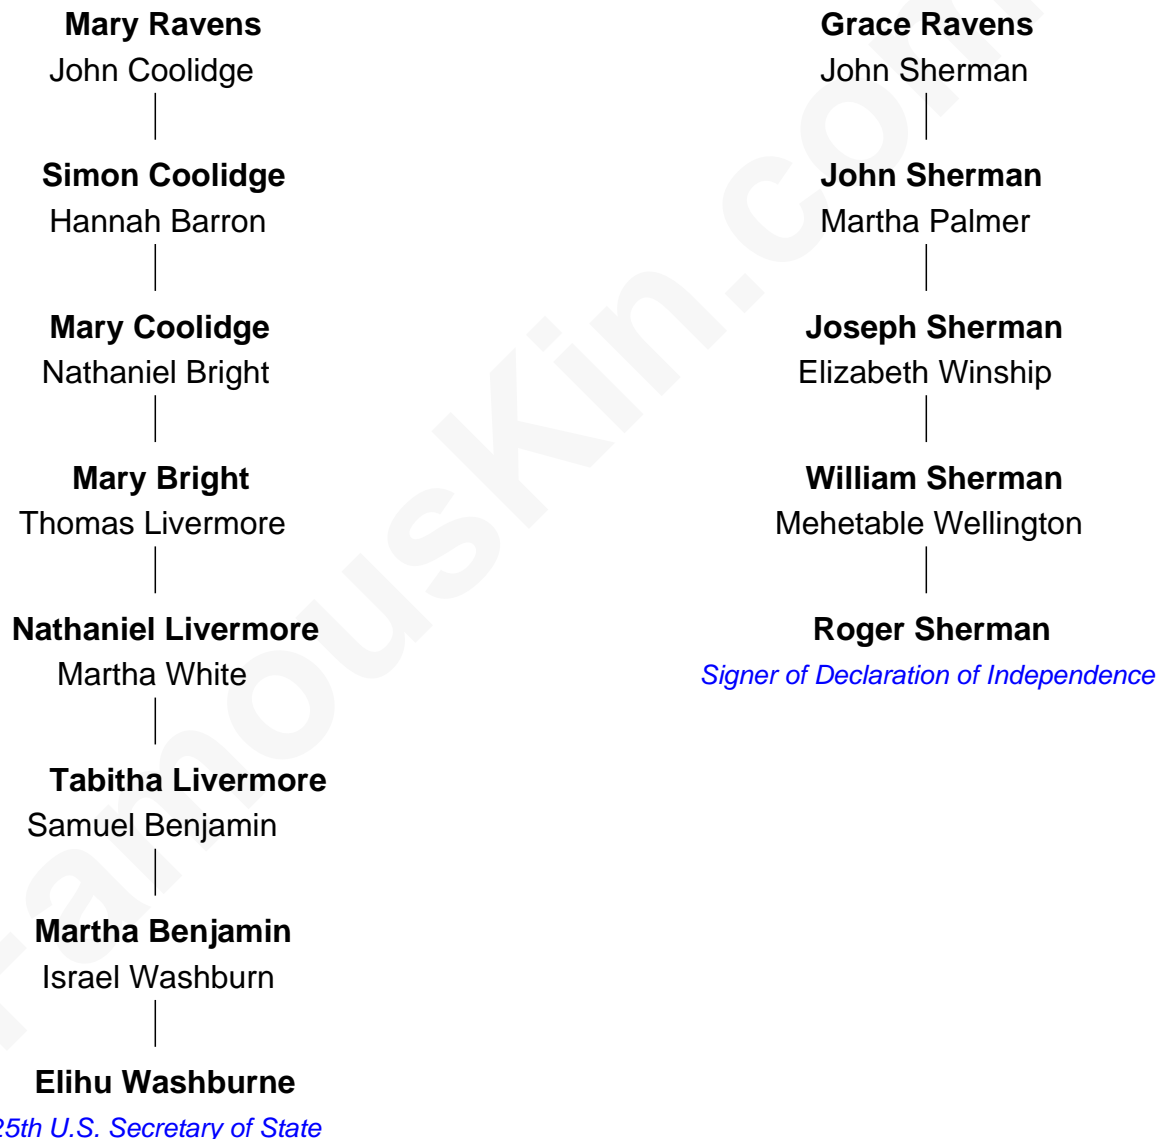 Mary Ravens
John Coolidge
Simon Coolidge
Hannah Barron
Mary Coolidge
Nathaniel Bright
Mary Bright
Thomas Livermore
Nathaniel Livermore
Martha White
Tabitha Livermore
Samuel Benjamin
Martha Benjamin
Israel Washburn
Elihu Washburne
25th U.S. Secretary of State
Grace Ravens
John Sherman
John Sherman
Martha Palmer
Joseph Sherman
Elizabeth Winship
William Sherman
Mehetable Wellington
Roger Sherman
Signer of Declaration of Independence
FamousKin.com